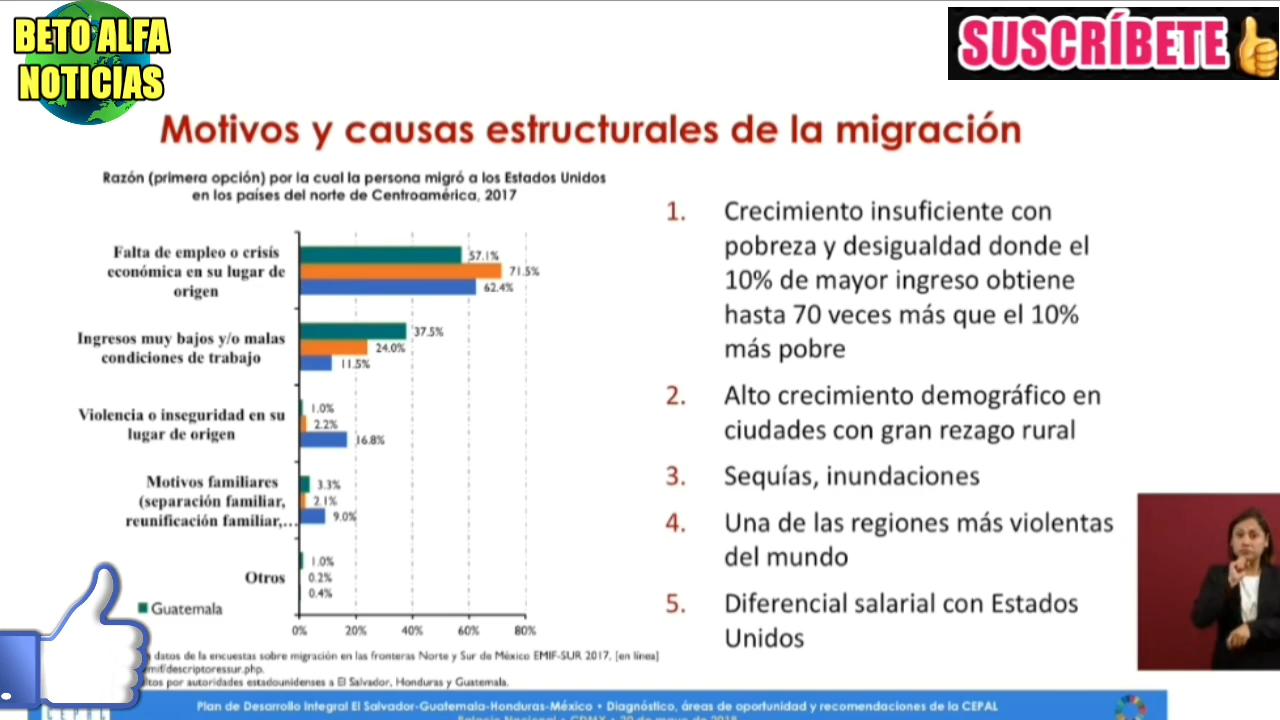 BETO ALFA
NOTICIAS
SUSCRÍBETE
Motivos y causas estructurales de la migración
Razón (primera opción) por la cual la persona migró a los Estados Unidos
en los países del norte de Centroamérica, 2017
Falta de empleo o crisis
económica en su lugar de
origen
57.1%
71.5%
62.4%
Ingresos muy bajos y/o malas
condiciones de trabajo
37.5%
24.0%
11.5%
Violencia o inseguridad en su
lugar de origen
1.0%
2.2%
16.8%
Motivos familiares
(separación familiar,
reunificación familiar,...
3.3%
2.1%
9.0%
Otros
1.0%
0.2%
0.4%
Guatemala
0% 20% 40% 60% 80%
1. Crecimiento insuficiente con
pobreza y desigualdad donde el
10% de mayor ingreso obtiene
hasta 70 veces más que el 10%
más pobre
2. Alto crecimiento demográfico en
ciudades con gran rezago rural
3. Sequías, inundaciones
4. Una de las regiones más violentas
del mundo
5. Diferencial salarial con Estados
Unidos
datos de la encuestas sobre migración en las fronteras Norte y Sur de México EMIF-SUR 2017, [en línea]
emif/descriptoressur.php.
por autoridades estadounidenses a El Salvador, Honduras y Guatemala.
Plan de Desarrollo Integral El Salvador-Guatemala-Honduras-México • Diagnóstico, áreas de oportunidad y recomendaciones de la CEPAL